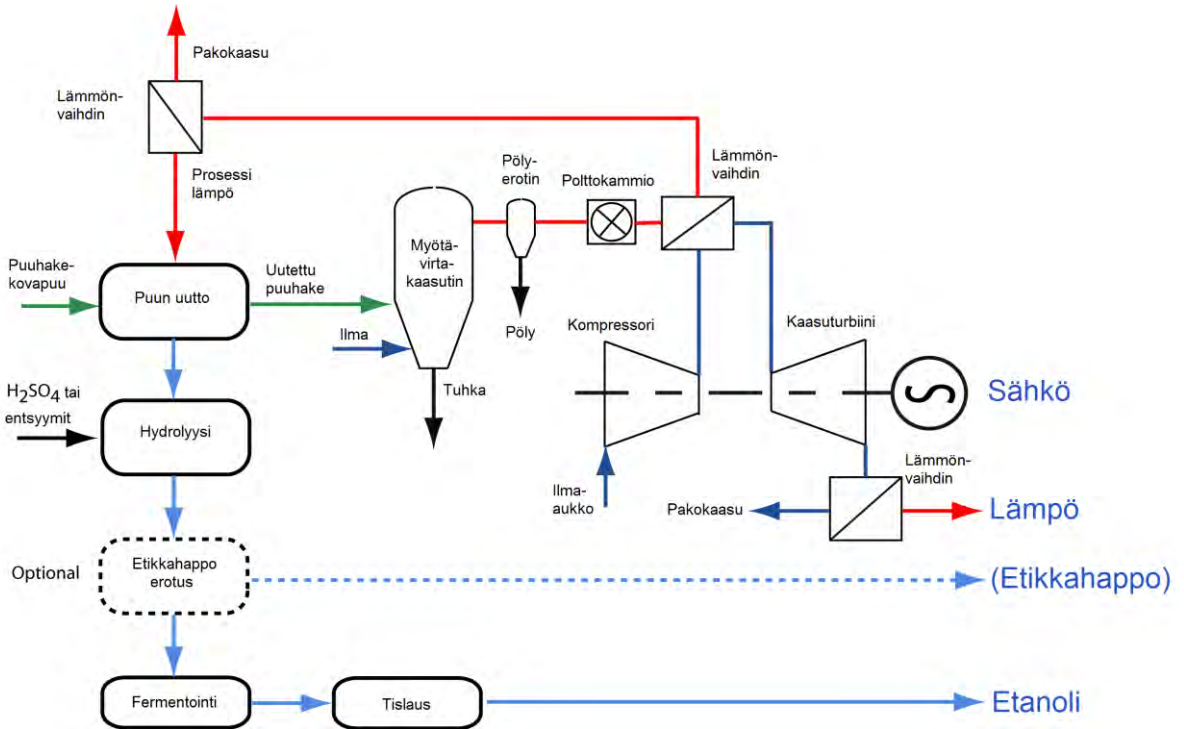 Pakokaasu
Lämmön-
vaihdin
Prosessi
lämpö
Pöly-
erotin
Polttokammio
Lämmön-
vaihdin
Puuhake-
kovapuu
Puun uutto
Uutettu
puuhake
Myötä-
virta-
kaasutin
Ilma
Pöly
Kompressori
Kaasuturbiini
Tuhka
H₂SO₄ tai
entsyymit
Hydrolyysi
Sähkö
Ilma-
aukko
Pakokaasu
Lämmön-
vaihdin
Lämpö
Optional
Etikkahappo
erotus
(Etikkahappo)
Fermentointi
Tislaus
Etanoli